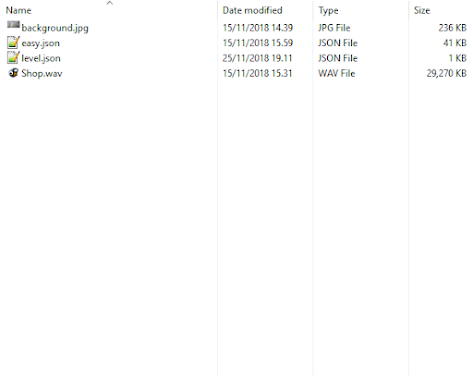 Name Date modified Type Size
background.jpg 15/11/2018 14.39 JPG File 236 KB
easy.json 15/11/2018 15.59 JSON File 41 KB
level.json 25/11/2018 19.11 JSON File 1 KB
Shop.wav 15/11/2018 15.31 WAV File 29,270 KB